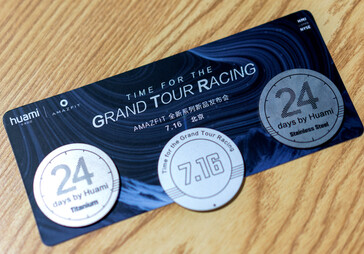 huami
AMAZFIT
HMI
NYSE
TIME FOR THE
GRAND TOUR RACING
AMAZFIT 全新系列新品发布会
7.16 北京
24
days by Huami
Titanium
Time for the Grand Tour Racing
7.16
24
days by Huami
Stainless Steel